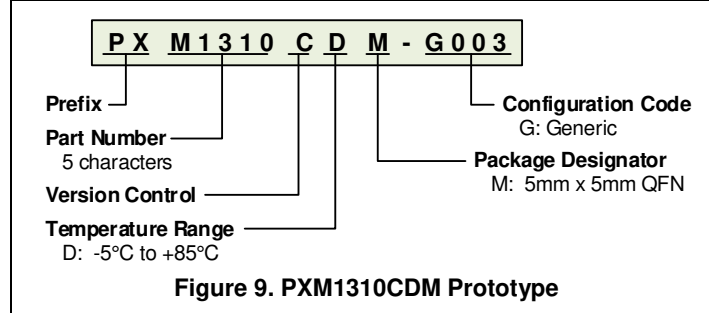 PX M1310 C D M - G003
Prefix
Part Number
5 characters
Version Control
Temperature Range
D: -5°C to +85°C
Configuration Code
G: Generic
Package Designator
M: 5mm x 5mm QFN
Figure 9. PXM1310CDM Prototype